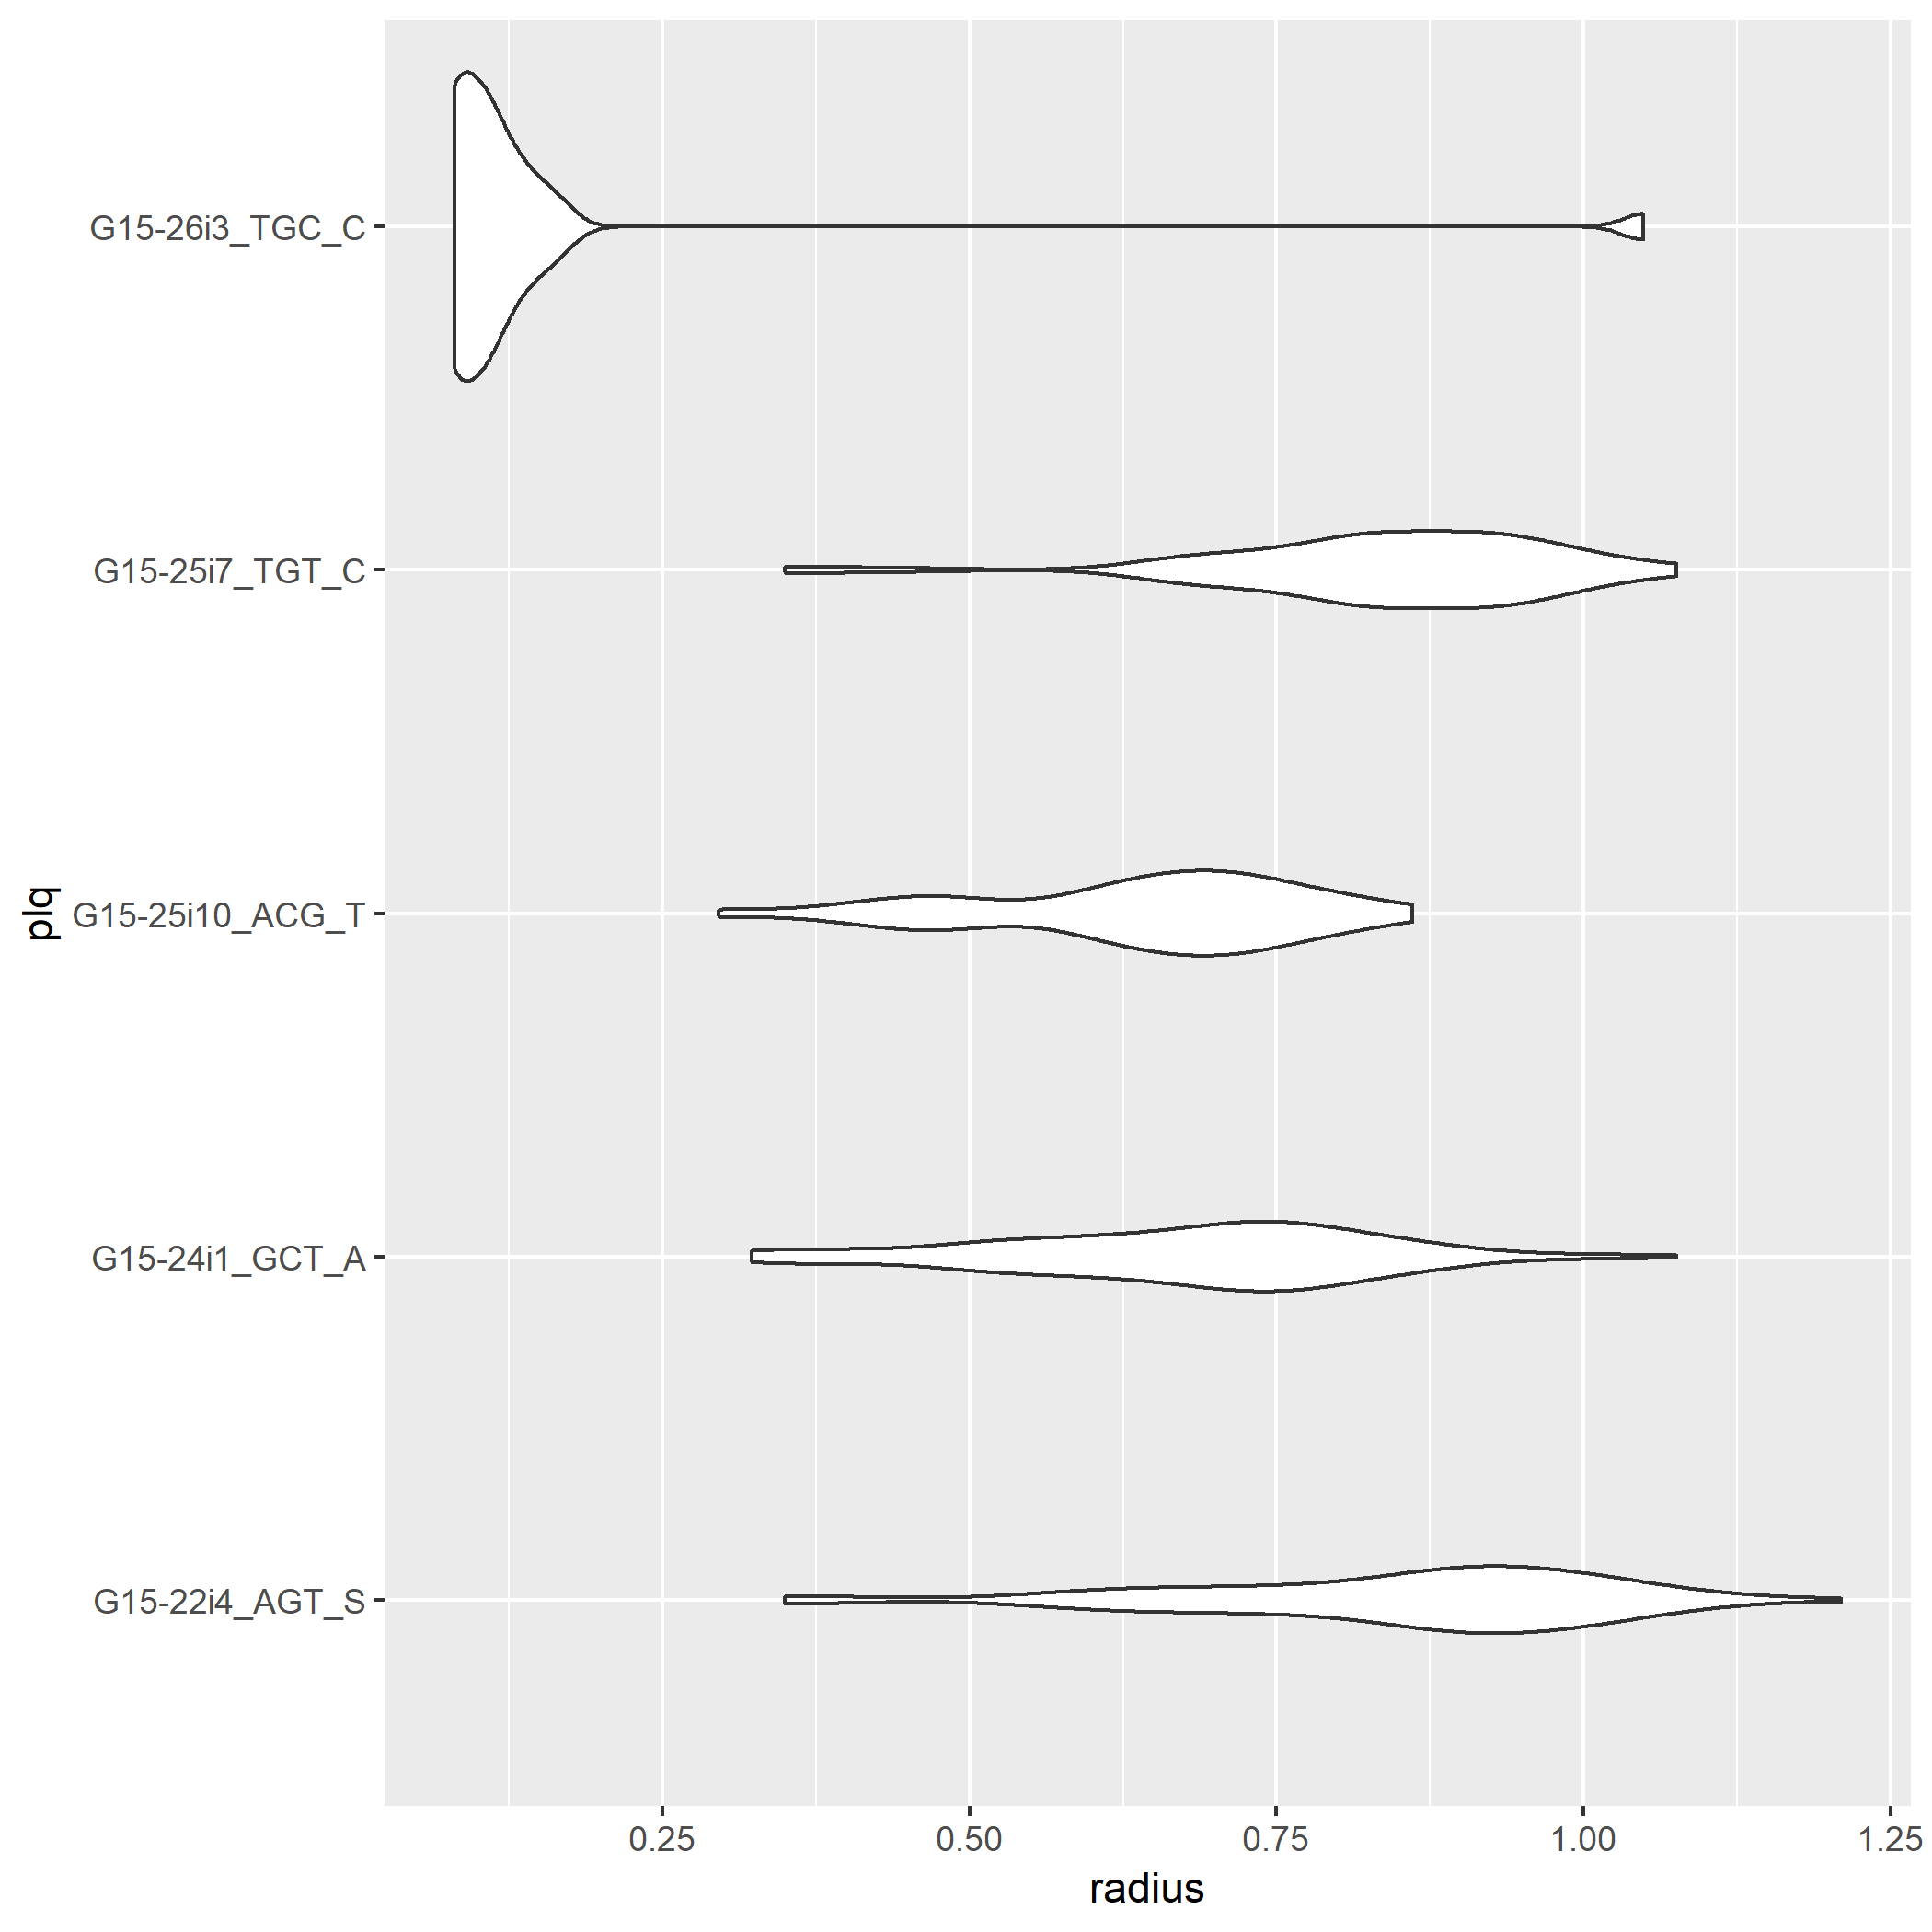 G15-26i3_TGC_C
G15-25i7_TGT_C
G15-25i10_ACG_T
G15-24i1_GCT_A
G15-22i4_AGT_S
plq
0.25 0.50 0.75 1.00 1.25
radius